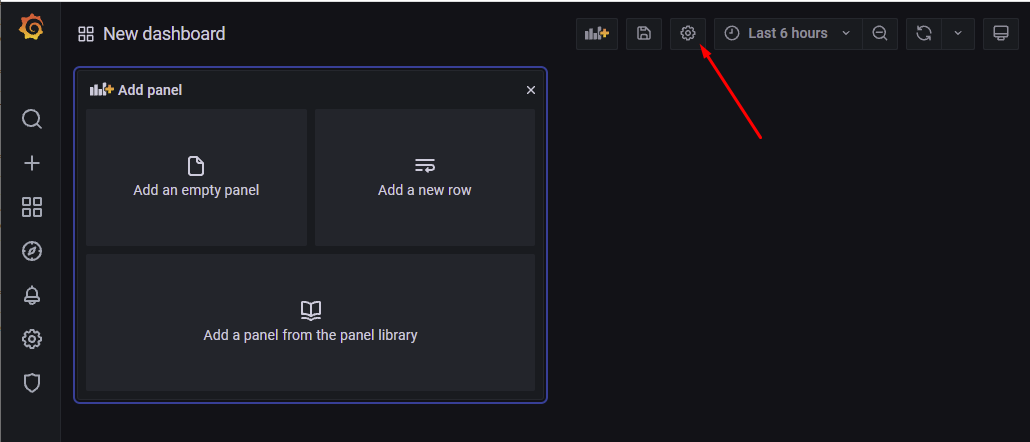 New dashboard
Last 6 hours
Add panel
Add an empty panel
Add a new row
Add a panel from the panel library